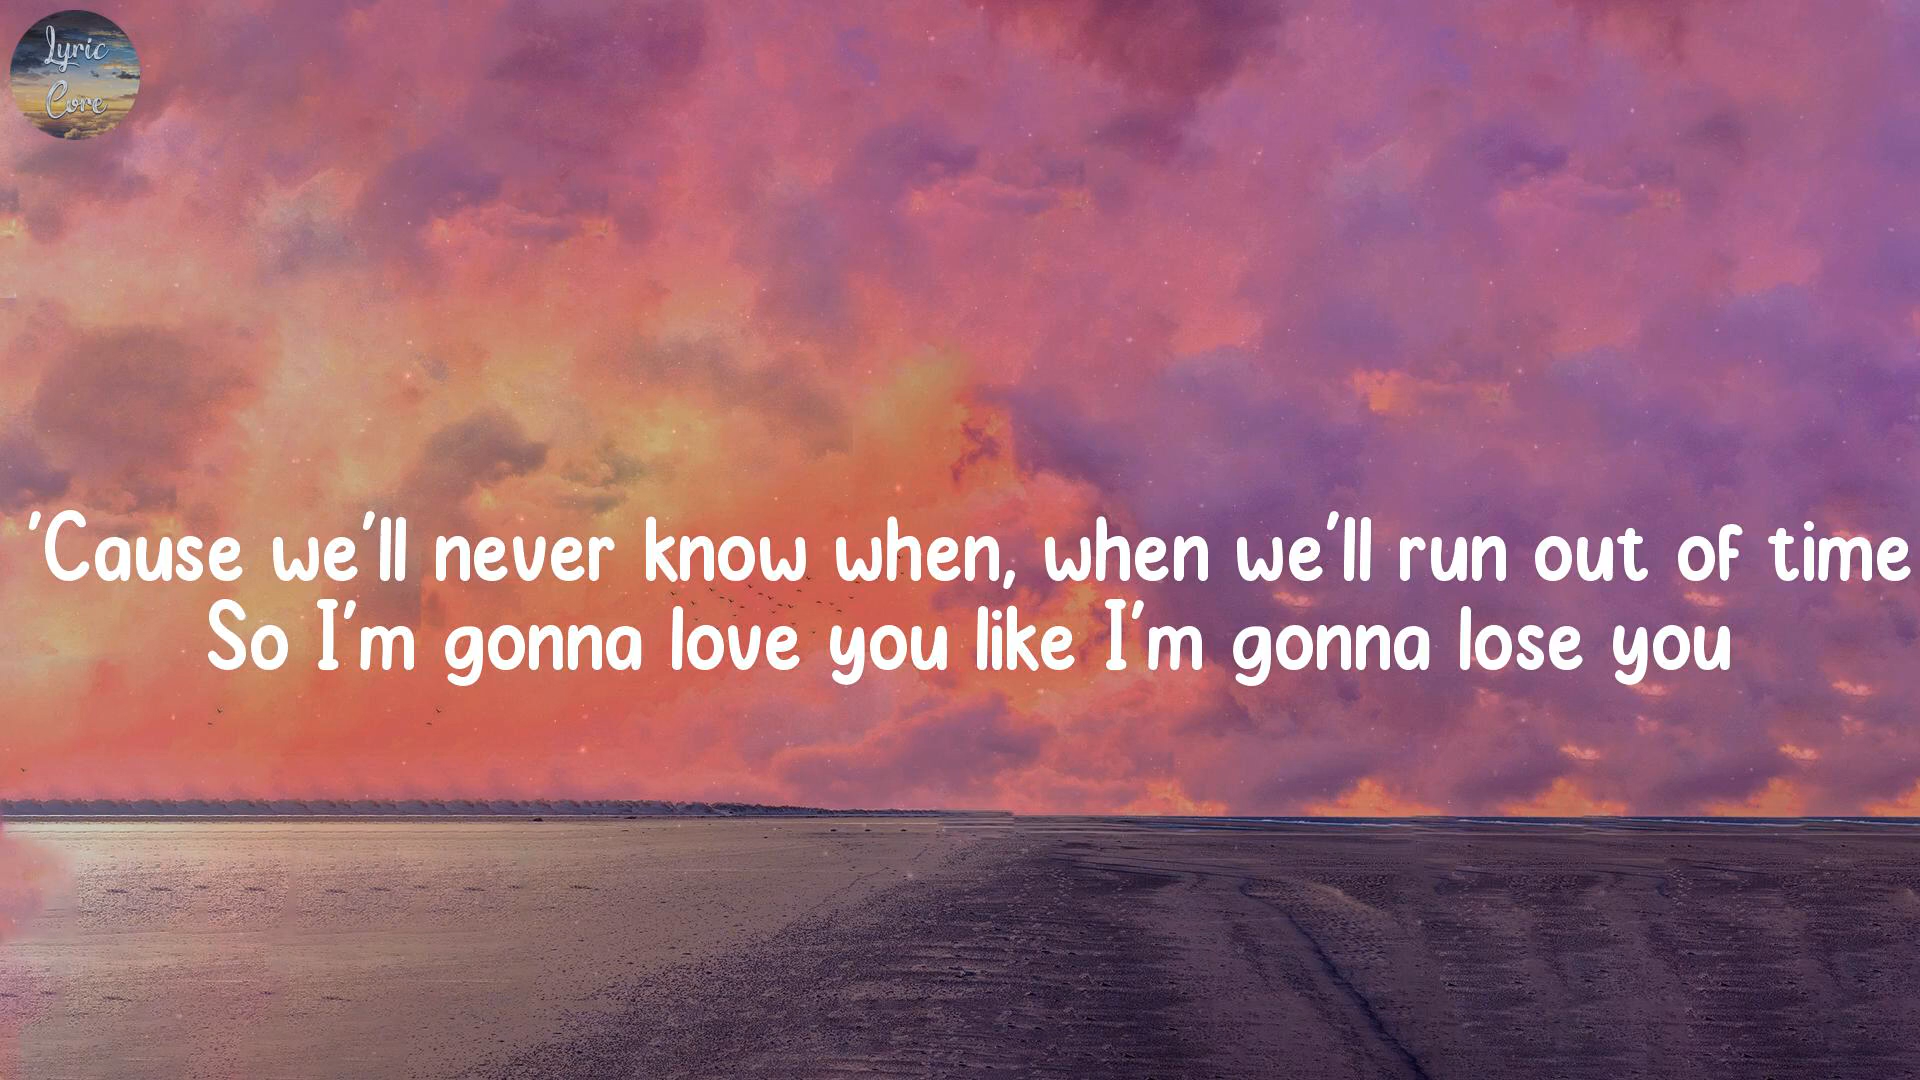 Lyric
Core
'Cause we'll never know when, when we'll run out of time
So I'm gonna love you like I'm gonna lose you